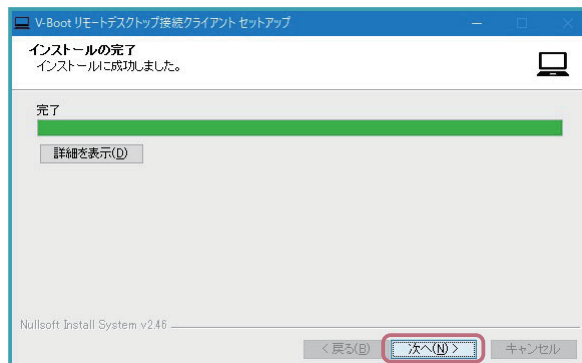 V-Boot リモートデスクトップ接続クライアント セットアップ
インストールの完了
インストールに成功しました。
完了
詳細を表示(D)
Nullsoft Install System v2.46
< 戻る(B) 次へ(N) > キャンセル